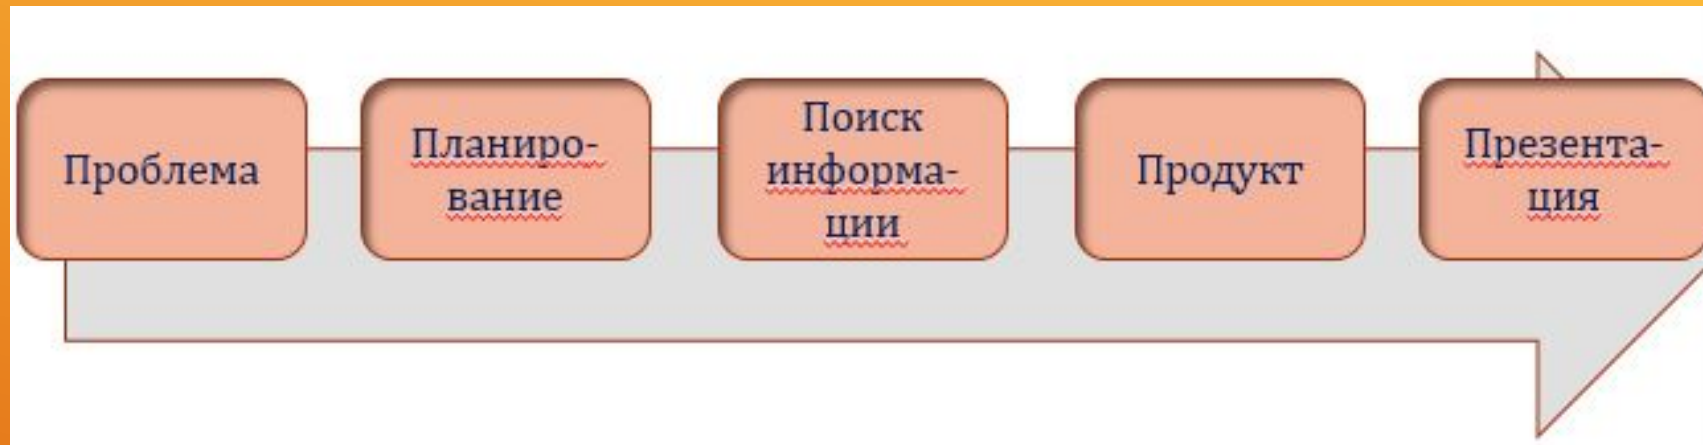 Проблема
Планиро-
вание
Поиск
информа-
ции
Продукт
Презента-
ция